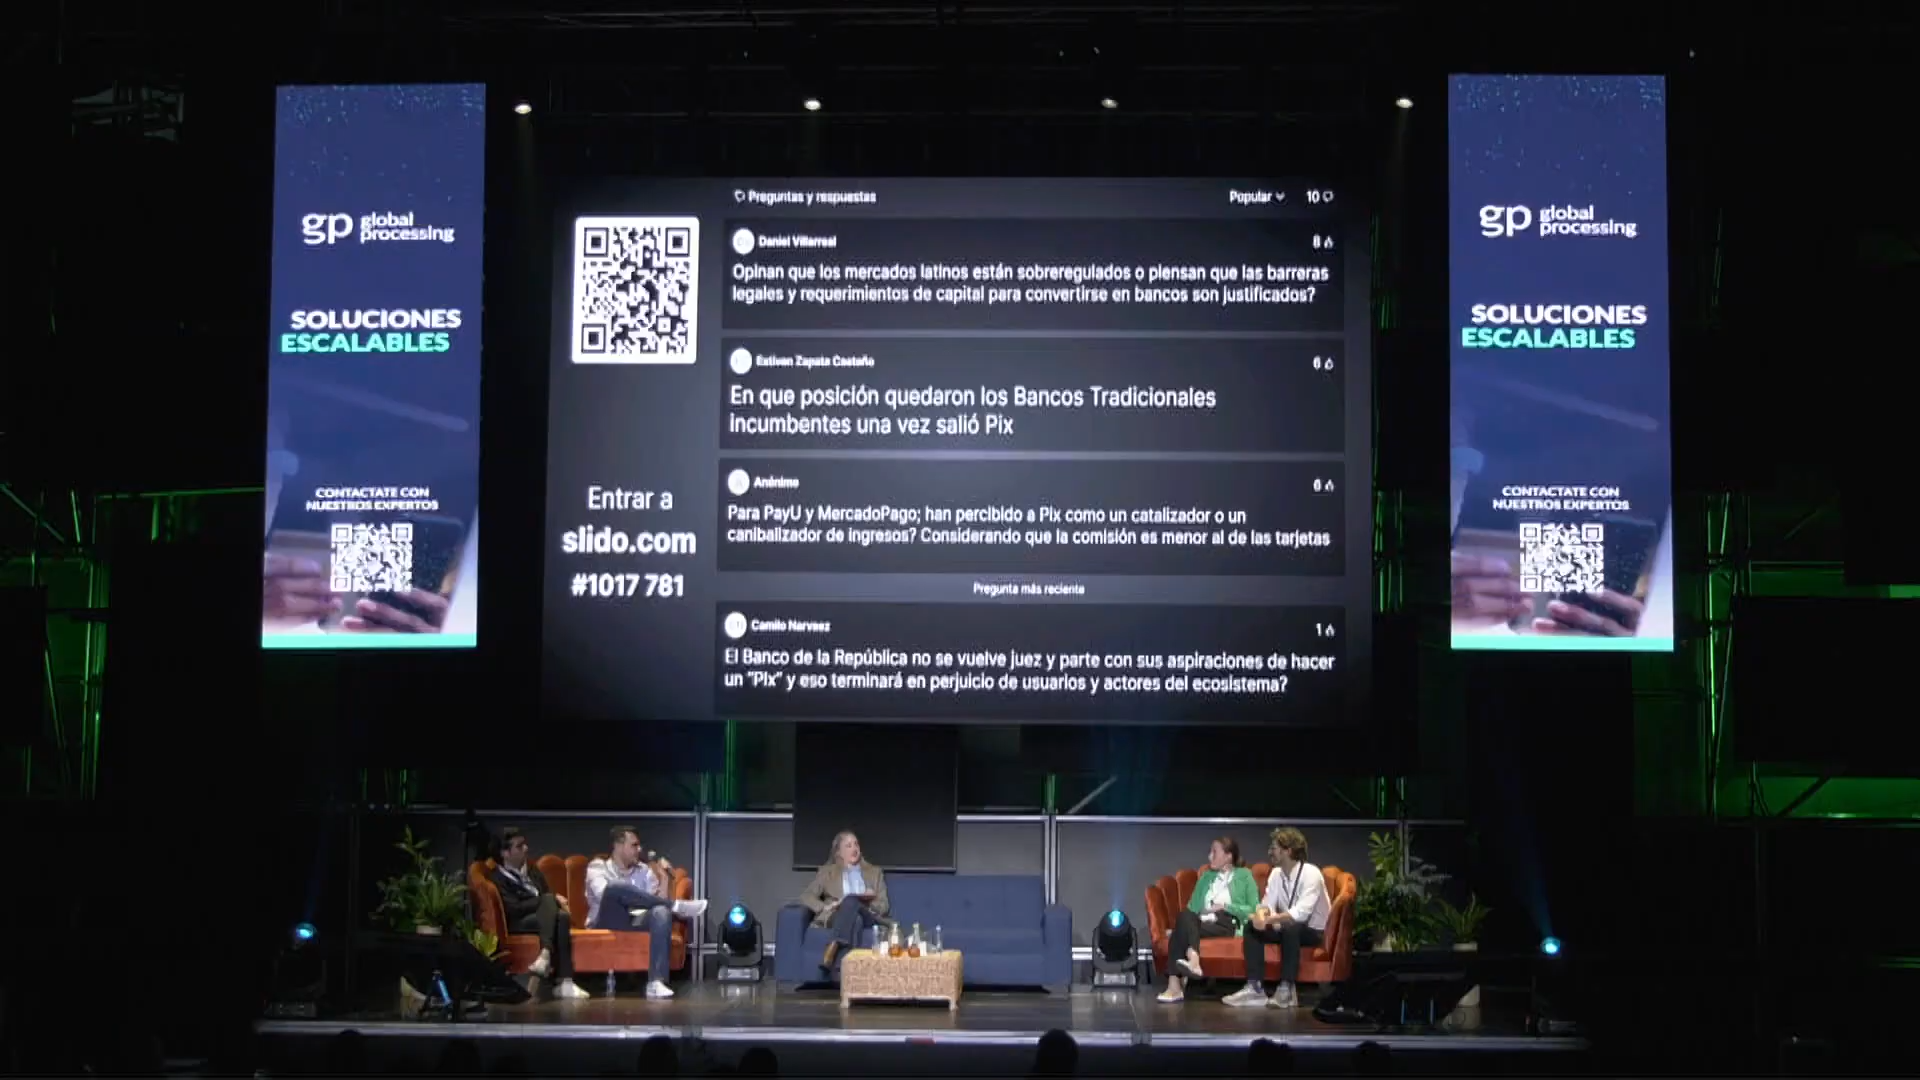 gp global
processing
SOLUCIONES
ESCALABLES
CONTACTATE CON
NUESTROS EXPERTOS
Entrar a
slido.com
#1017 781
Preguntas y respuestas
Popular
10
Daniel Villarreal
8
Opinan que los mercados latinos están sobreregulados o piensan que las barreras
legales y requerimientos de capital para convertirse en bancos son justificados?
Estiven Zapata Castaño
6
En que posición quedaron los Bancos Tradicionales
incumbentes una vez salió Pix
Anónimo
6
Para PayU y MercadoPago; han percibido a Pix como un catalizador o un
canibalizador de ingresos? Considerando que la comisión es menor al de las tarjetas
Pregunta más reciente
Camilo Narvaez
1
El Banco de la República no se vuelve juez y parte con sus aspiraciones de hacer
un "Pix" y eso terminará en perjuicio de usuarios y actores del ecosistema?
gp global
processing
SOLUCIONES
ESCALABLES
CONTACTATE CON
NUESTROS EXPERTOS